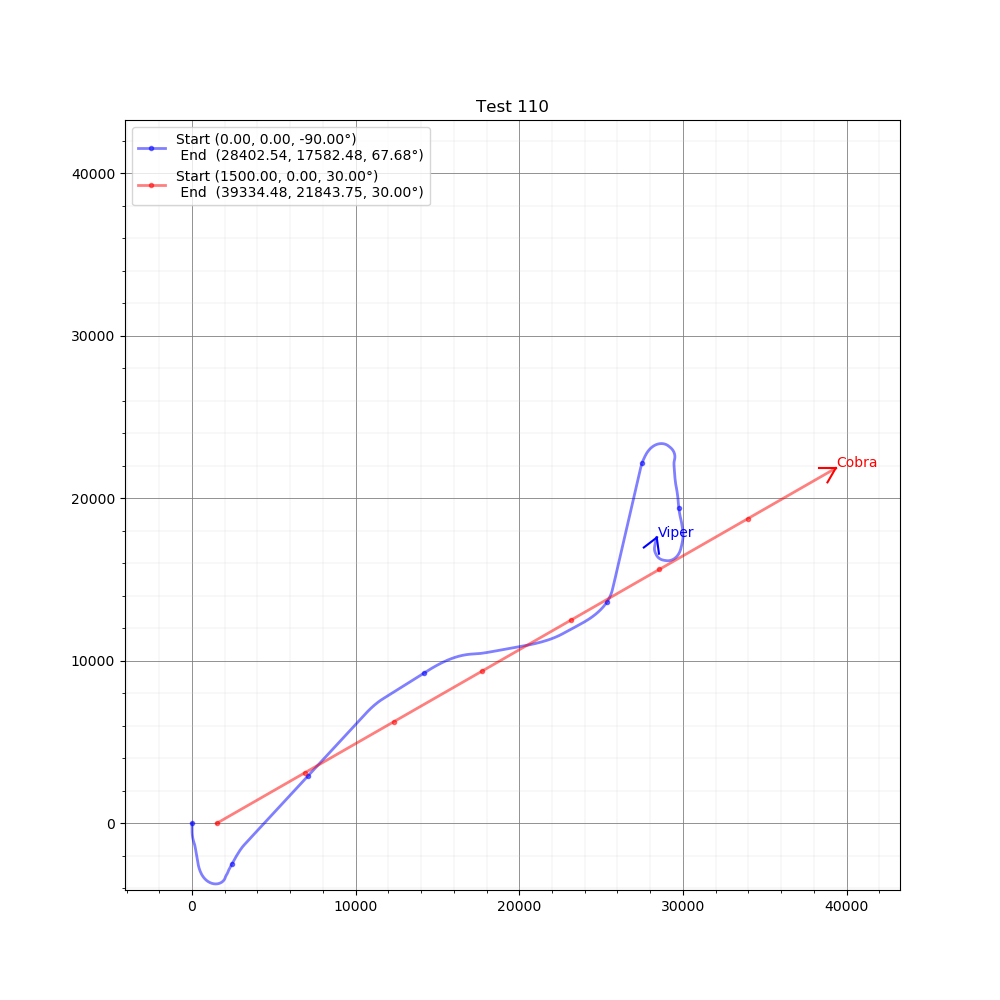 Test 110
Start (0.00, 0.00, -90.00°)
End (28402.54, 17582.48, 67.68°)
Start (1500.00, 0.00, 30.00°)
End (39334.48, 21843.75, 30.00°)
40000
30000
20000
10000
0
Cobra
Viper
0 10000 20000 30000 40000